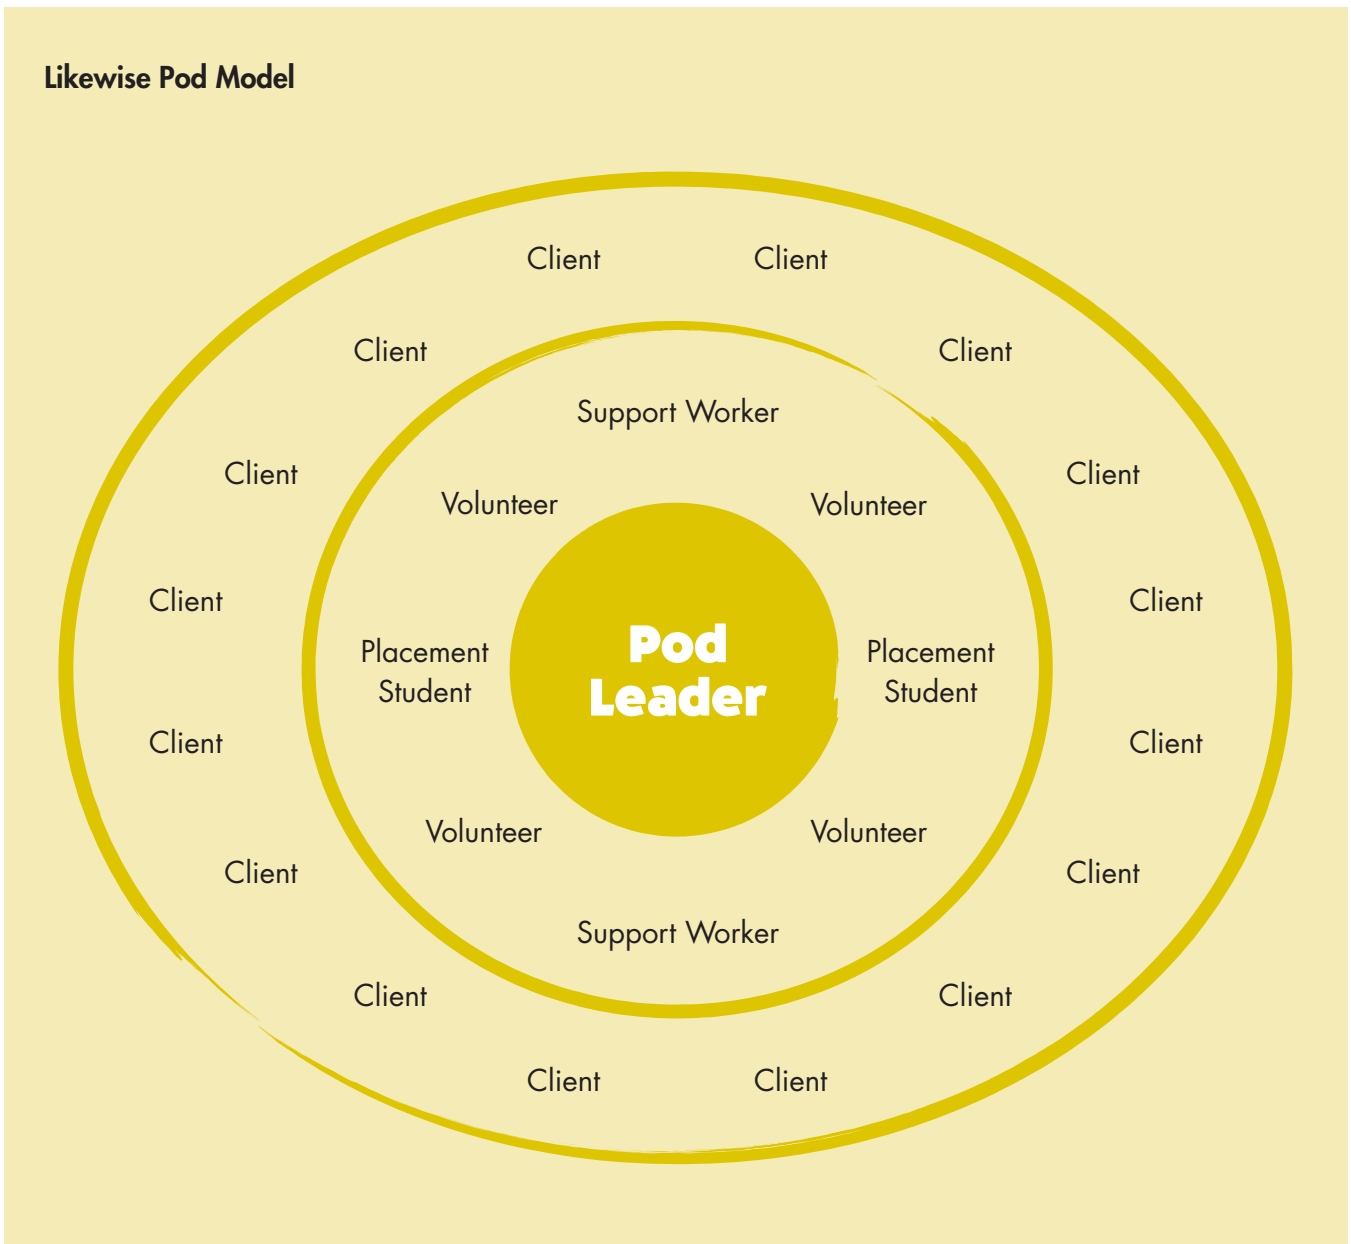 Likewise Pod Model
Client Client
Client Client
Support Worker
Client Client
Volunteer Volunteer
Client Client
Placement Student
Pod Leader
Placement Student
Client Client
Volunteer Volunteer
Client Client
Support Worker
Client Client
Client Client